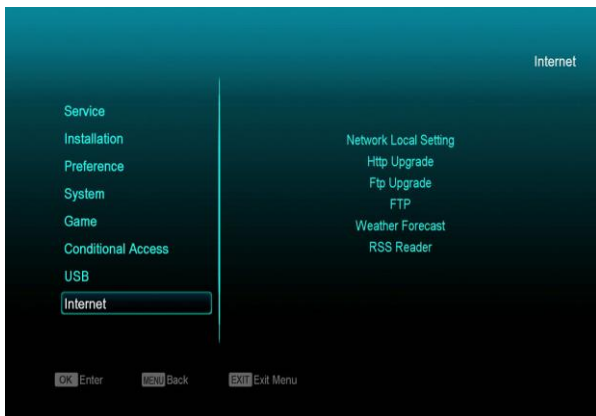 Internet
Service
Installation
Preference
System
Game
Conditional Access
USB
Internet
Network Local Setting
Http Upgrade
Ftp Upgrade
FTP
Weather Forecast
RSS Reader
OK Enter MENU Back EXIT Exit Menu